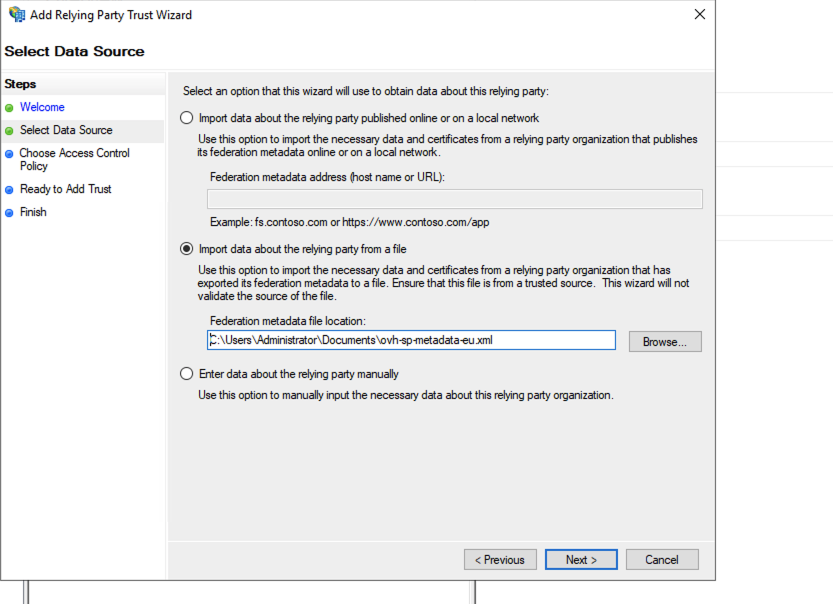 Add Relying Party Trust Wizard
Select Data Source
Steps
Welcome
Select Data Source
Choose Access Control
Policy
Ready to Add Trust
Finish
Select an option that this wizard will use to obtain data about this relying party:
Import data about the relying party published online or on a local network
Use this option to import the necessary data and certificates from a relying party organization that publishes
its federation metadata online or on a local network.
Federation metadata address (host name or URL):
Example: fs.contoso.com or https://www.contoso.com/app
Import data about the relying party from a file
Use this option to import the necessary data and certificates from a relying party organization that has
exported its federation metadata to a file. Ensure that this file is from a trusted source. This wizard will not
validate the source of the file.
Federation metadata file location:
C:\Users\Administrator\Documents\ovh-sp-metadata-eu.xml
Browse...
Enter data about the relying party manually
Use this option to manually input the necessary data about this relying party organization.
< Previous
Next >
Cancel